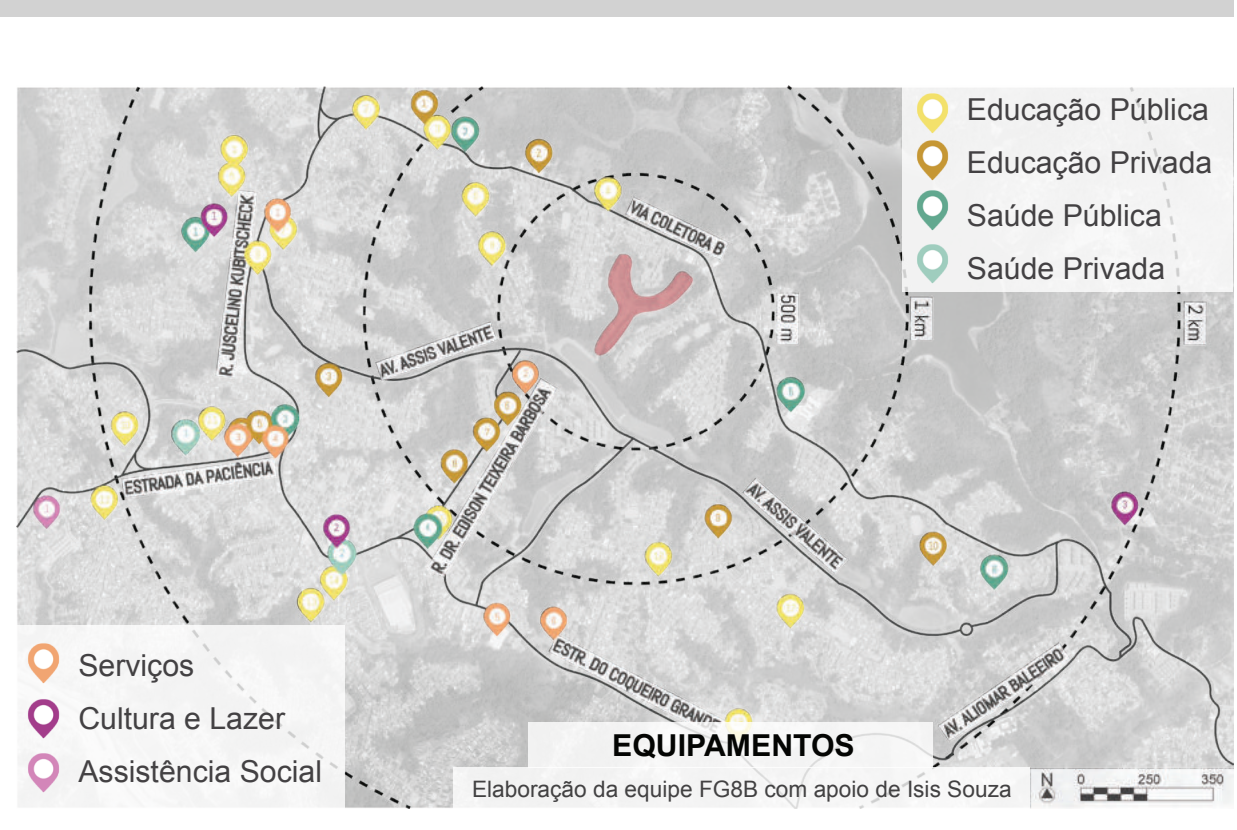 Educação Pública
Educação Privada
Saúde Pública
Saúde Privada
VIA COLETORA B
R. JUSCELINO KUBITSCHECK
AV. ASSIS VALENTE
500 m
1 km
2 km
R. DR. EDISON TEIXEIRA BARBOSA
ESTRADA DA PACIÊNCIA
AV. ASSIS VALENTE
ESTR. DO COQUEIRO GRANDE
AV. ALIOMAR BALEEIRO
Serviços
Cultura e Lazer
Assistência Social
EQUIPAMENTOS
Elaboração da equipe FG8B com apoio de Isis Souza
N
0 250 350